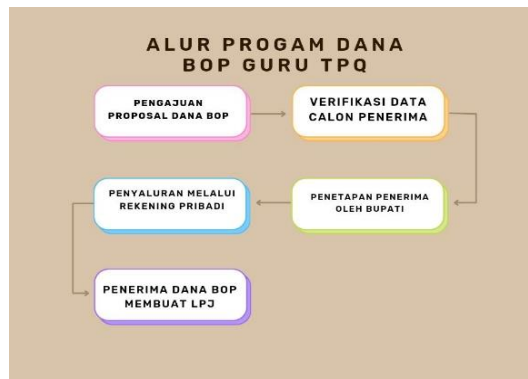 ALUR PROGAM DANA
BOP GURU TPQ
PENGAJUAN
PROPOSAL DANA BOP
VERIFIKASI DATA
CALON PENERIMA
PENETAPAN PENERIMA
OLEH BUPATI
PENYALURAN MELALUI
REKENING PRIBADI
PENERIMA DANA BOP
MEMBUAT LPJ